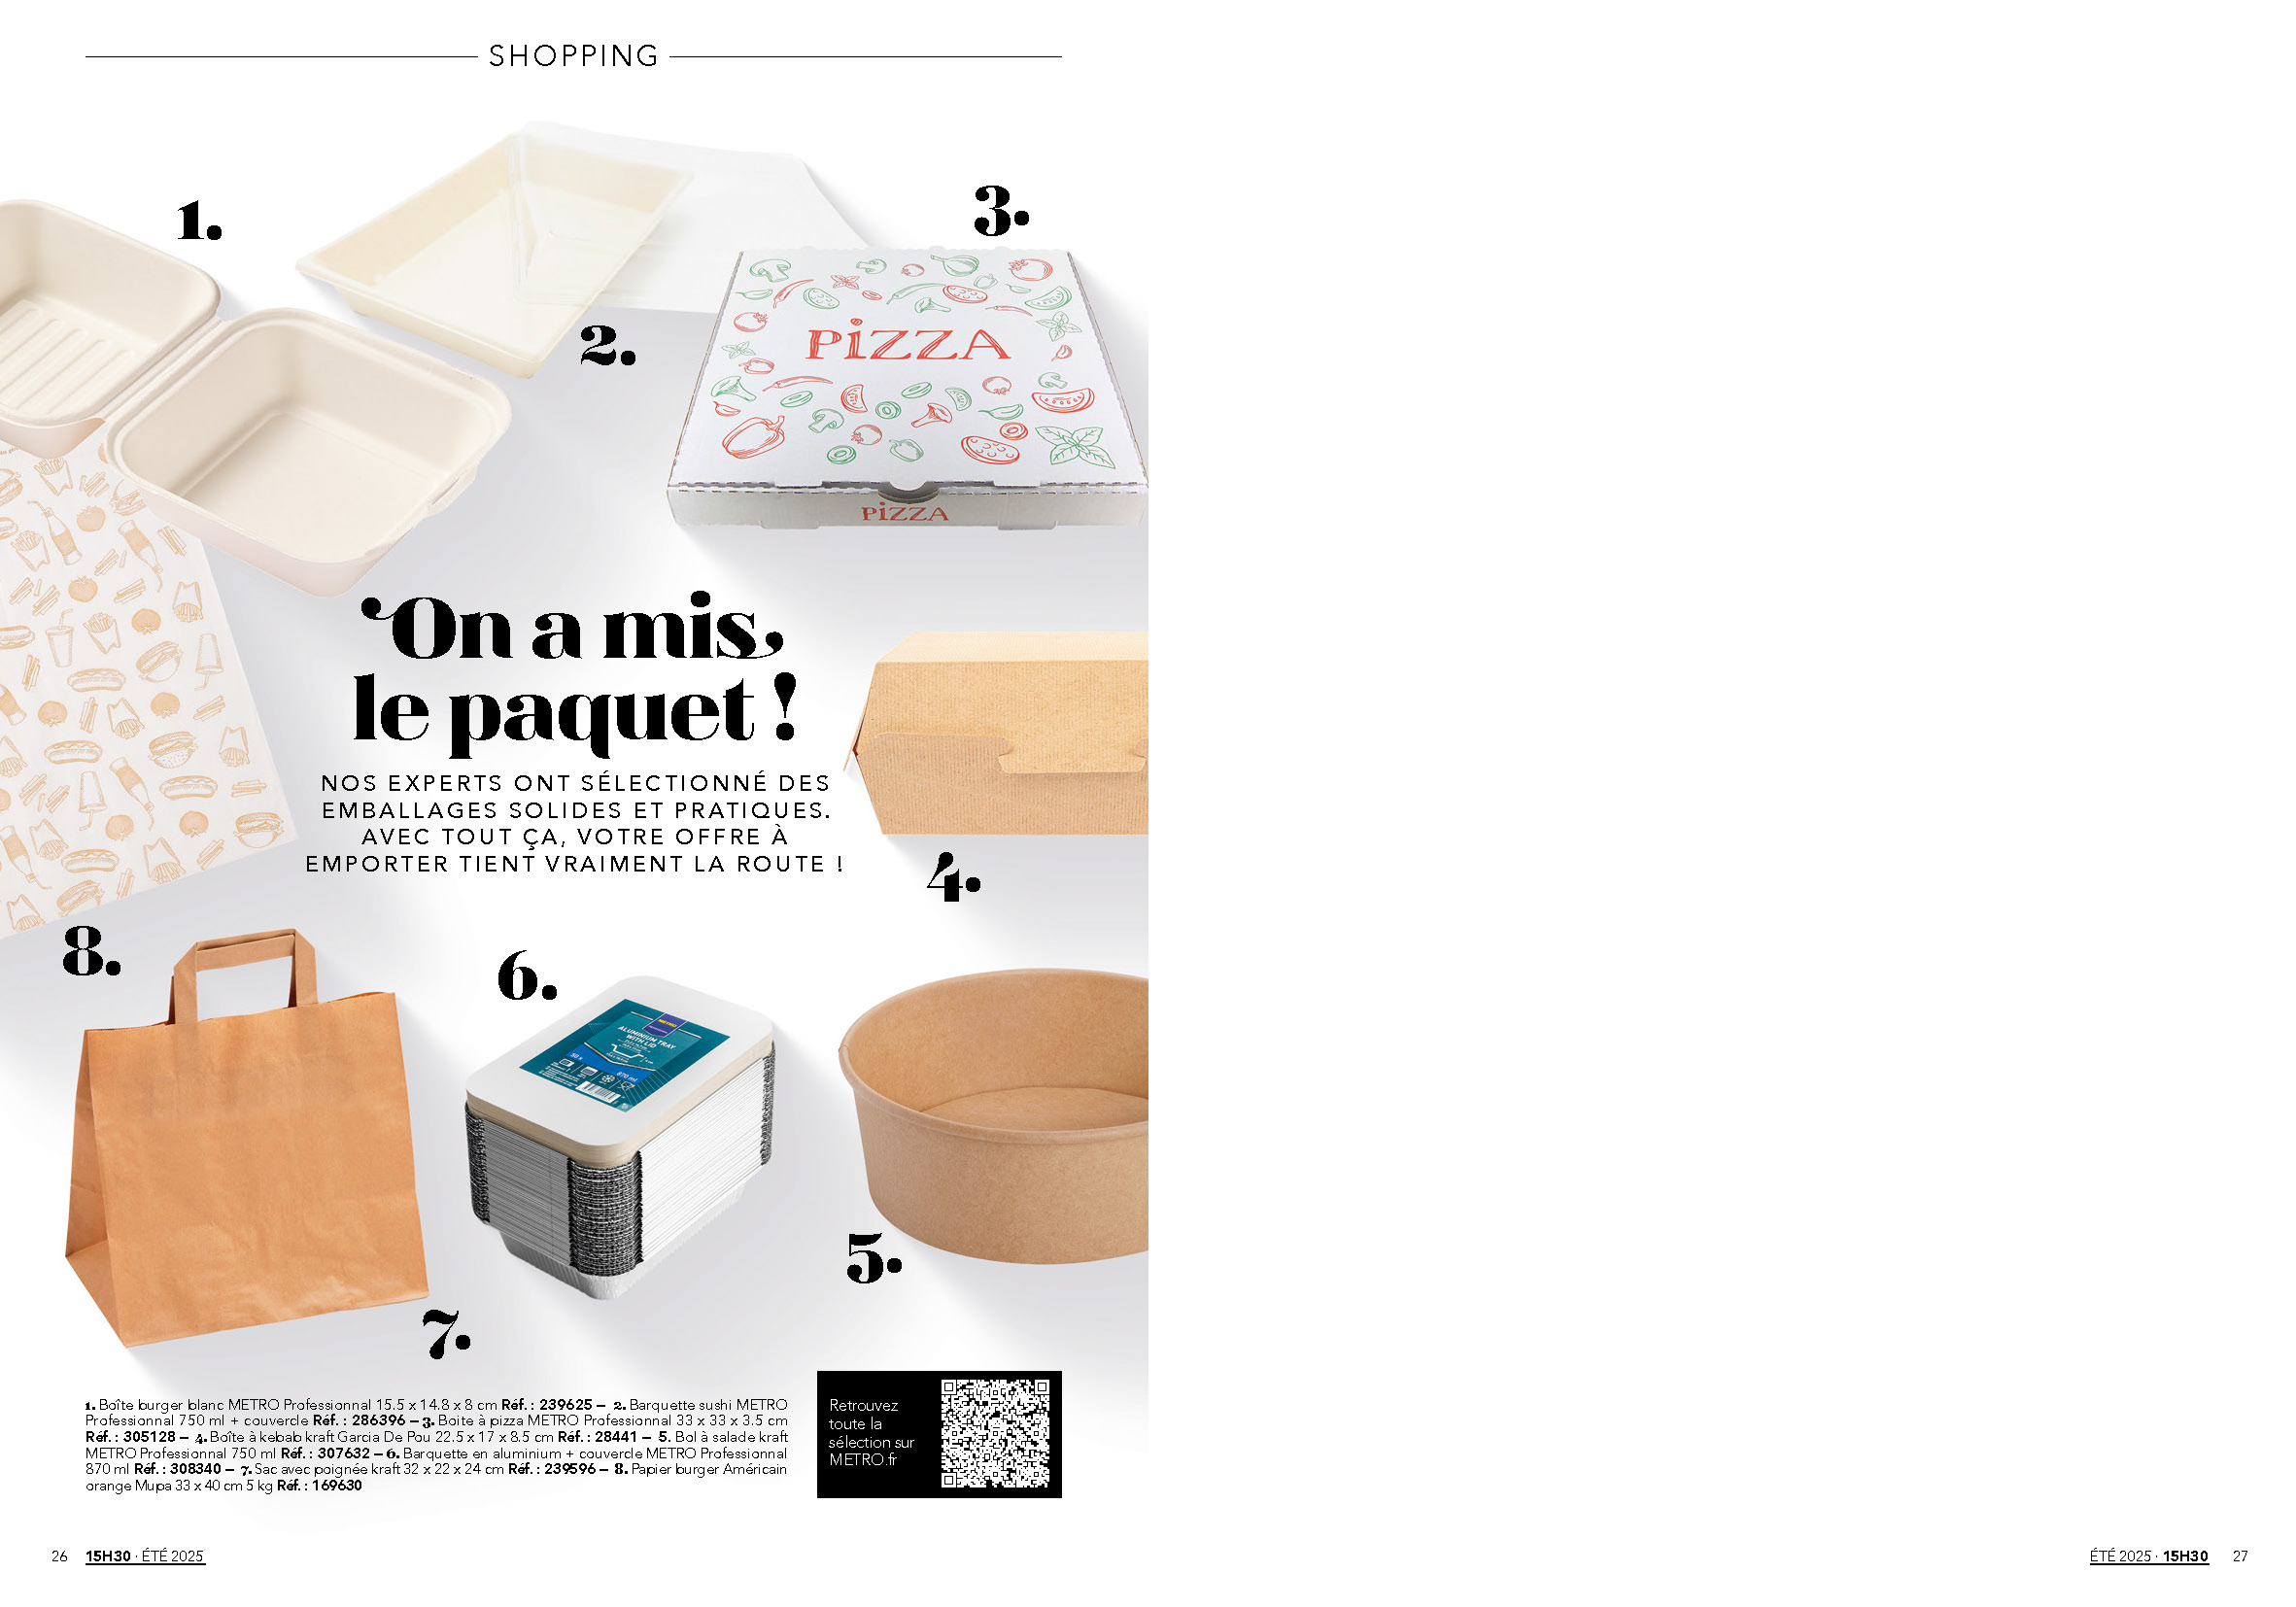 SHOPPING
1.
2.
3.
PiZZA
PiZZA
On a mis
le paquet !
NOS EXPERTS ONT SÉLECTIONNÉ DES
EMBALLAGES SOLIDES ET PRATIQUES.
AVEC TOUT ÇA, VOTRE OFFRE À
EMPORTER TIENT VRAIMENT LA ROUTE !
4.
8.
6.
METRO
ALUMINIUM TRAY
WITH LID
50 x
870 ml
5.
7.
1. Boîte burger blanc METRO Professionnal 15.5 x 14.8 x 8 cm Réf. : 239625 – 2. Barquette sushi METRO
Professionnal 750 ml + couvercle Réf. : 286396 – 3. Boite à pizza METRO Professionnal 33 x 33 x 3.5 cm
Réf. : 305128 – 4. Boîte à kebab kraft Garcia De Pou 22.5 x 17 x 8.5 cm Réf. : 28441 – 5. Bol à salade kraft
METRO Professionnal 750 ml Réf. : 307632 – 6. Barquette en aluminium + couvercle METRO Professionnal
870 ml Réf. : 308340 – 7. Sac avec poignée kraft 32 x 22 x 24 cm Réf. : 239596 – 8. Papier burger Américain
orange Mupa 33 x 40 cm 5 kg Réf. : 169630
Retrouvez
toute la
sélection sur
METRO.fr
26 15H30 · ÉTÉ 2025
ÉTÉ 2025 · 15H30 27